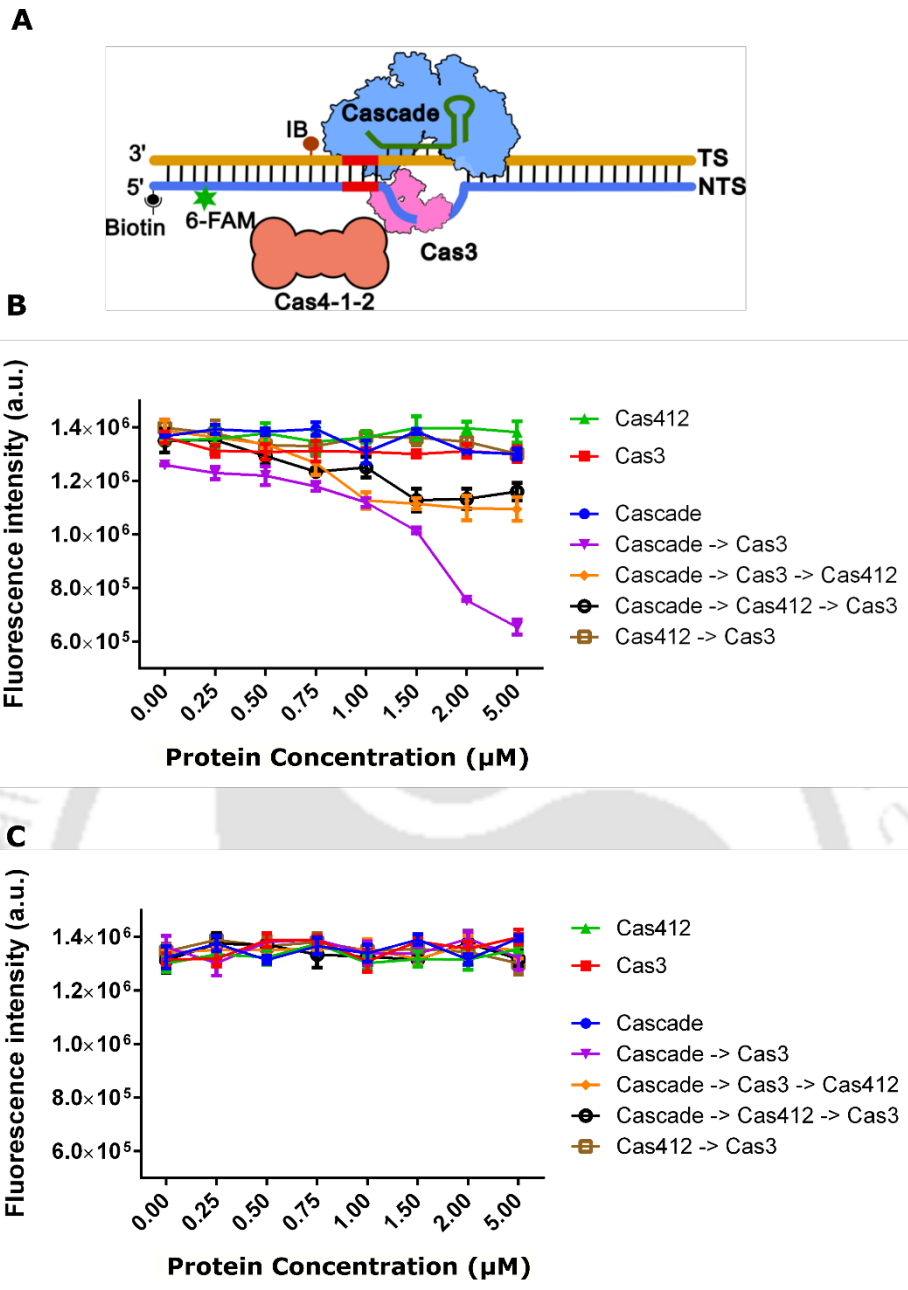 A
Cascade
IB
3'
TS
5'
NTS
Biotin
6-FAM
Cas3
Cas4-1-2
B
Fluorescence intensity (a.u.)
1.4×10⁶
1.2×10⁶
1.0×10⁶
8.0×10⁵
6.0×10⁵
0.00 0.25 0.50 0.75 1.00 1.50 2.00 5.00
Protein Concentration (µM)
Cas412
Cas3
Cascade
Cascade -> Cas3
Cascade -> Cas3 -> Cas412
Cascade -> Cas412 -> Cas3
Cas412 -> Cas3
C
Fluorescence intensity (a.u.)
1.4×10⁶
1.2×10⁶
1.0×10⁶
8.0×10⁵
6.0×10⁵
0.00 0.25 0.50 0.75 1.00 1.50 2.00 5.00
Protein Concentration (µM)
Cas412
Cas3
Cascade
Cascade -> Cas3
Cascade -> Cas3 -> Cas412
Cascade -> Cas412 -> Cas3
Cas412 -> Cas3